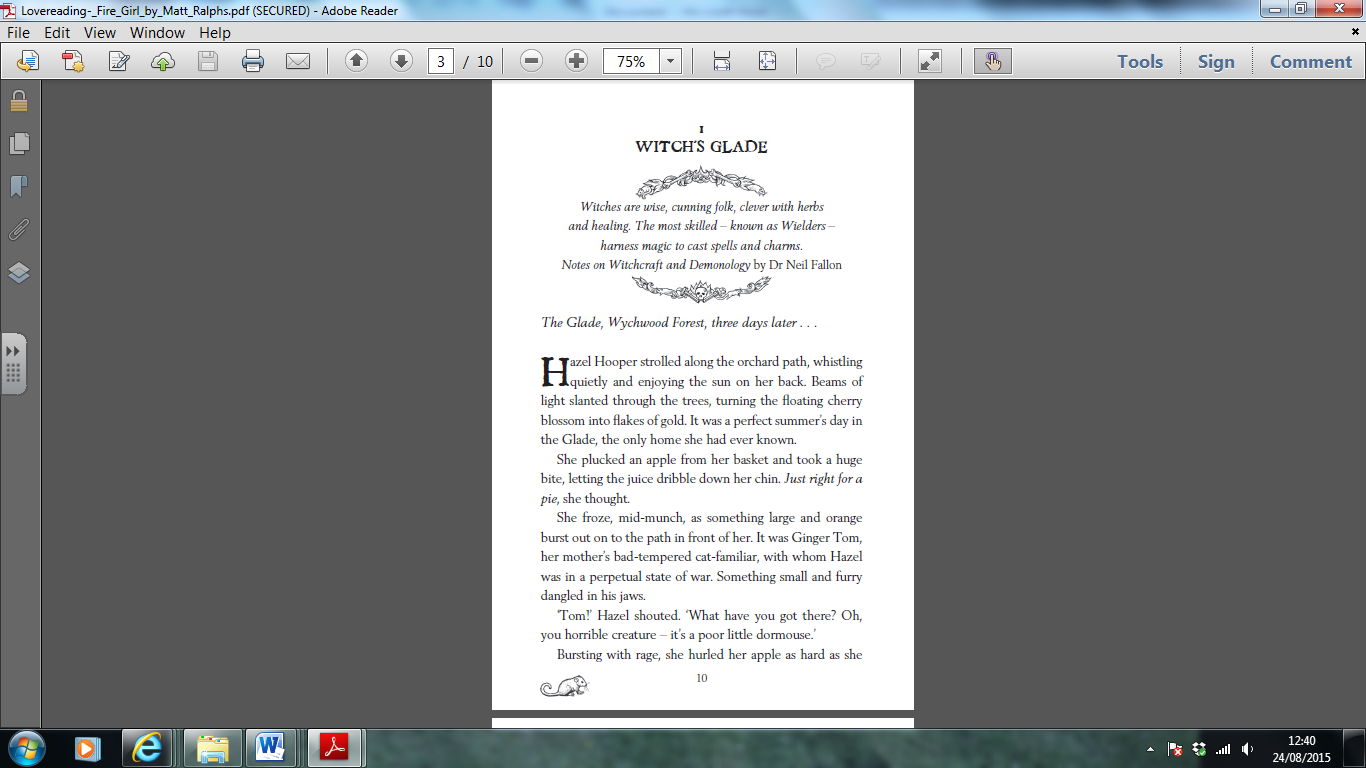 Lovereading-_Fire_Girl_by_Matt_Ralphs.pdf (SECURED) - Adobe Reader
File Edit View Window Help
3 / 10 75% Tools Sign Comment
I
WITCH'S GLADE
Witches are wise, cunning folk, clever with herbs
and healing. The most skilled – known as Wielders –
harness magic to cast spells and charms.
Notes on Witchcraft and Demonology by Dr Neil Fallon
The Glade, Wychwood Forest, three days later . . .
Hazel Hooper strolled along the orchard path, whistling
quietly and enjoying the sun on her back. Beams of
light slanted through the trees, turning the floating cherry
blossom into flakes of gold. It was a perfect summer's day in
the Glade, the only home she had ever known.
She plucked an apple from her basket and took a huge
bite, letting the juice dribble down her chin. Just right for a
pie, she thought.
She froze, mid-munch, as something large and orange
burst out on to the path in front of her. It was Ginger Tom,
her mother's bad-tempered cat-familiar, with whom Hazel
was in a perpetual state of war. Something small and furry
dangled in his jaws.
'Tom!' Hazel shouted. 'What have you got there? Oh,
you horrible creature – it's a poor little dormouse.'
Bursting with rage, she hurled her apple as hard as she
10
12:40
24/08/2015